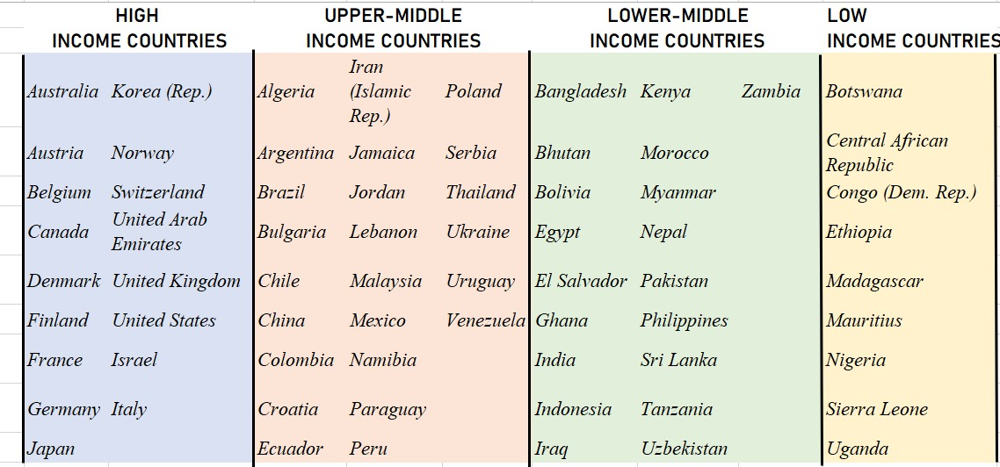 HIGH
INCOME COUNTRIES
UPPER-MIDDLE
INCOME COUNTRIES
LOWER-MIDDLE
INCOME COUNTRIES
LOW
INCOME COUNTRIES
Australia Korea (Rep.) Algeria Iran (Islamic Rep.) Poland Bangladesh Kenya Zambia Botswana
Austria Norway Argentina Jamaica Serbia Bhutan Morocco Central African Republic
Belgium Switzerland Brazil Jordan Thailand Bolivia Myanmar Congo (Dem. Rep.)
Canada United Arab Emirates Bulgaria Lebanon Ukraine Egypt Nepal Ethiopia
Denmark United Kingdom Chile Malaysia Uruguay El Salvador Pakistan Madagascar
Finland United States China Mexico Venezuela Ghana Philippines Mauritius
France Israel Colombia Namibia India Sri Lanka Nigeria
Germany Italy Croatia Paraguay Indonesia Tanzania Sierra Leone
Japan Ecuador Peru Iraq Uzbekistan Uganda